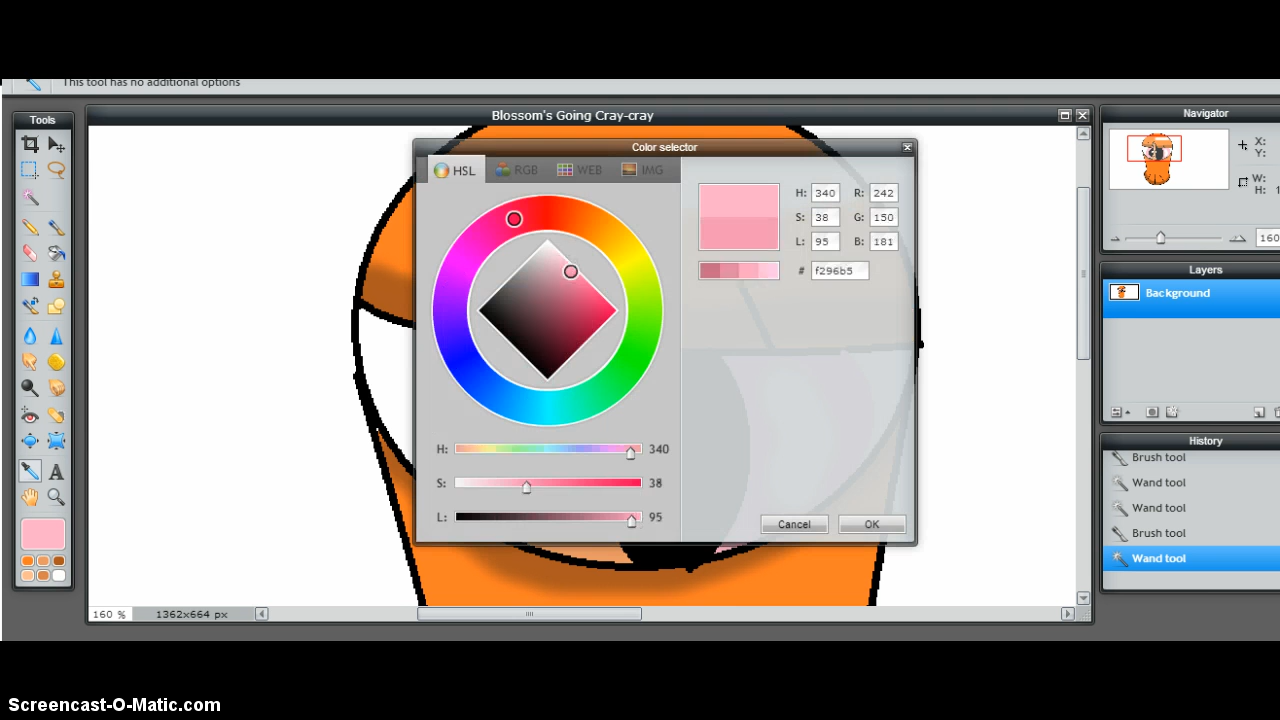 This tool has no additional options
Tools
Blossom's Going Cray-cray
Navigator
X:
Y:
W:
H: 1
160
Color selector
HSL RGB WEB IMG
H: 340 R: 242
S: 38 G: 150
L: 95 B: 181
# f296b5
H: 340
S: 38
L: 95
Cancel OK
Layers
Background
History
Brush tool
Wand tool
Wand tool
Brush tool
Wand tool
160 % 1362x664 px
Screencast-O-Matic.com